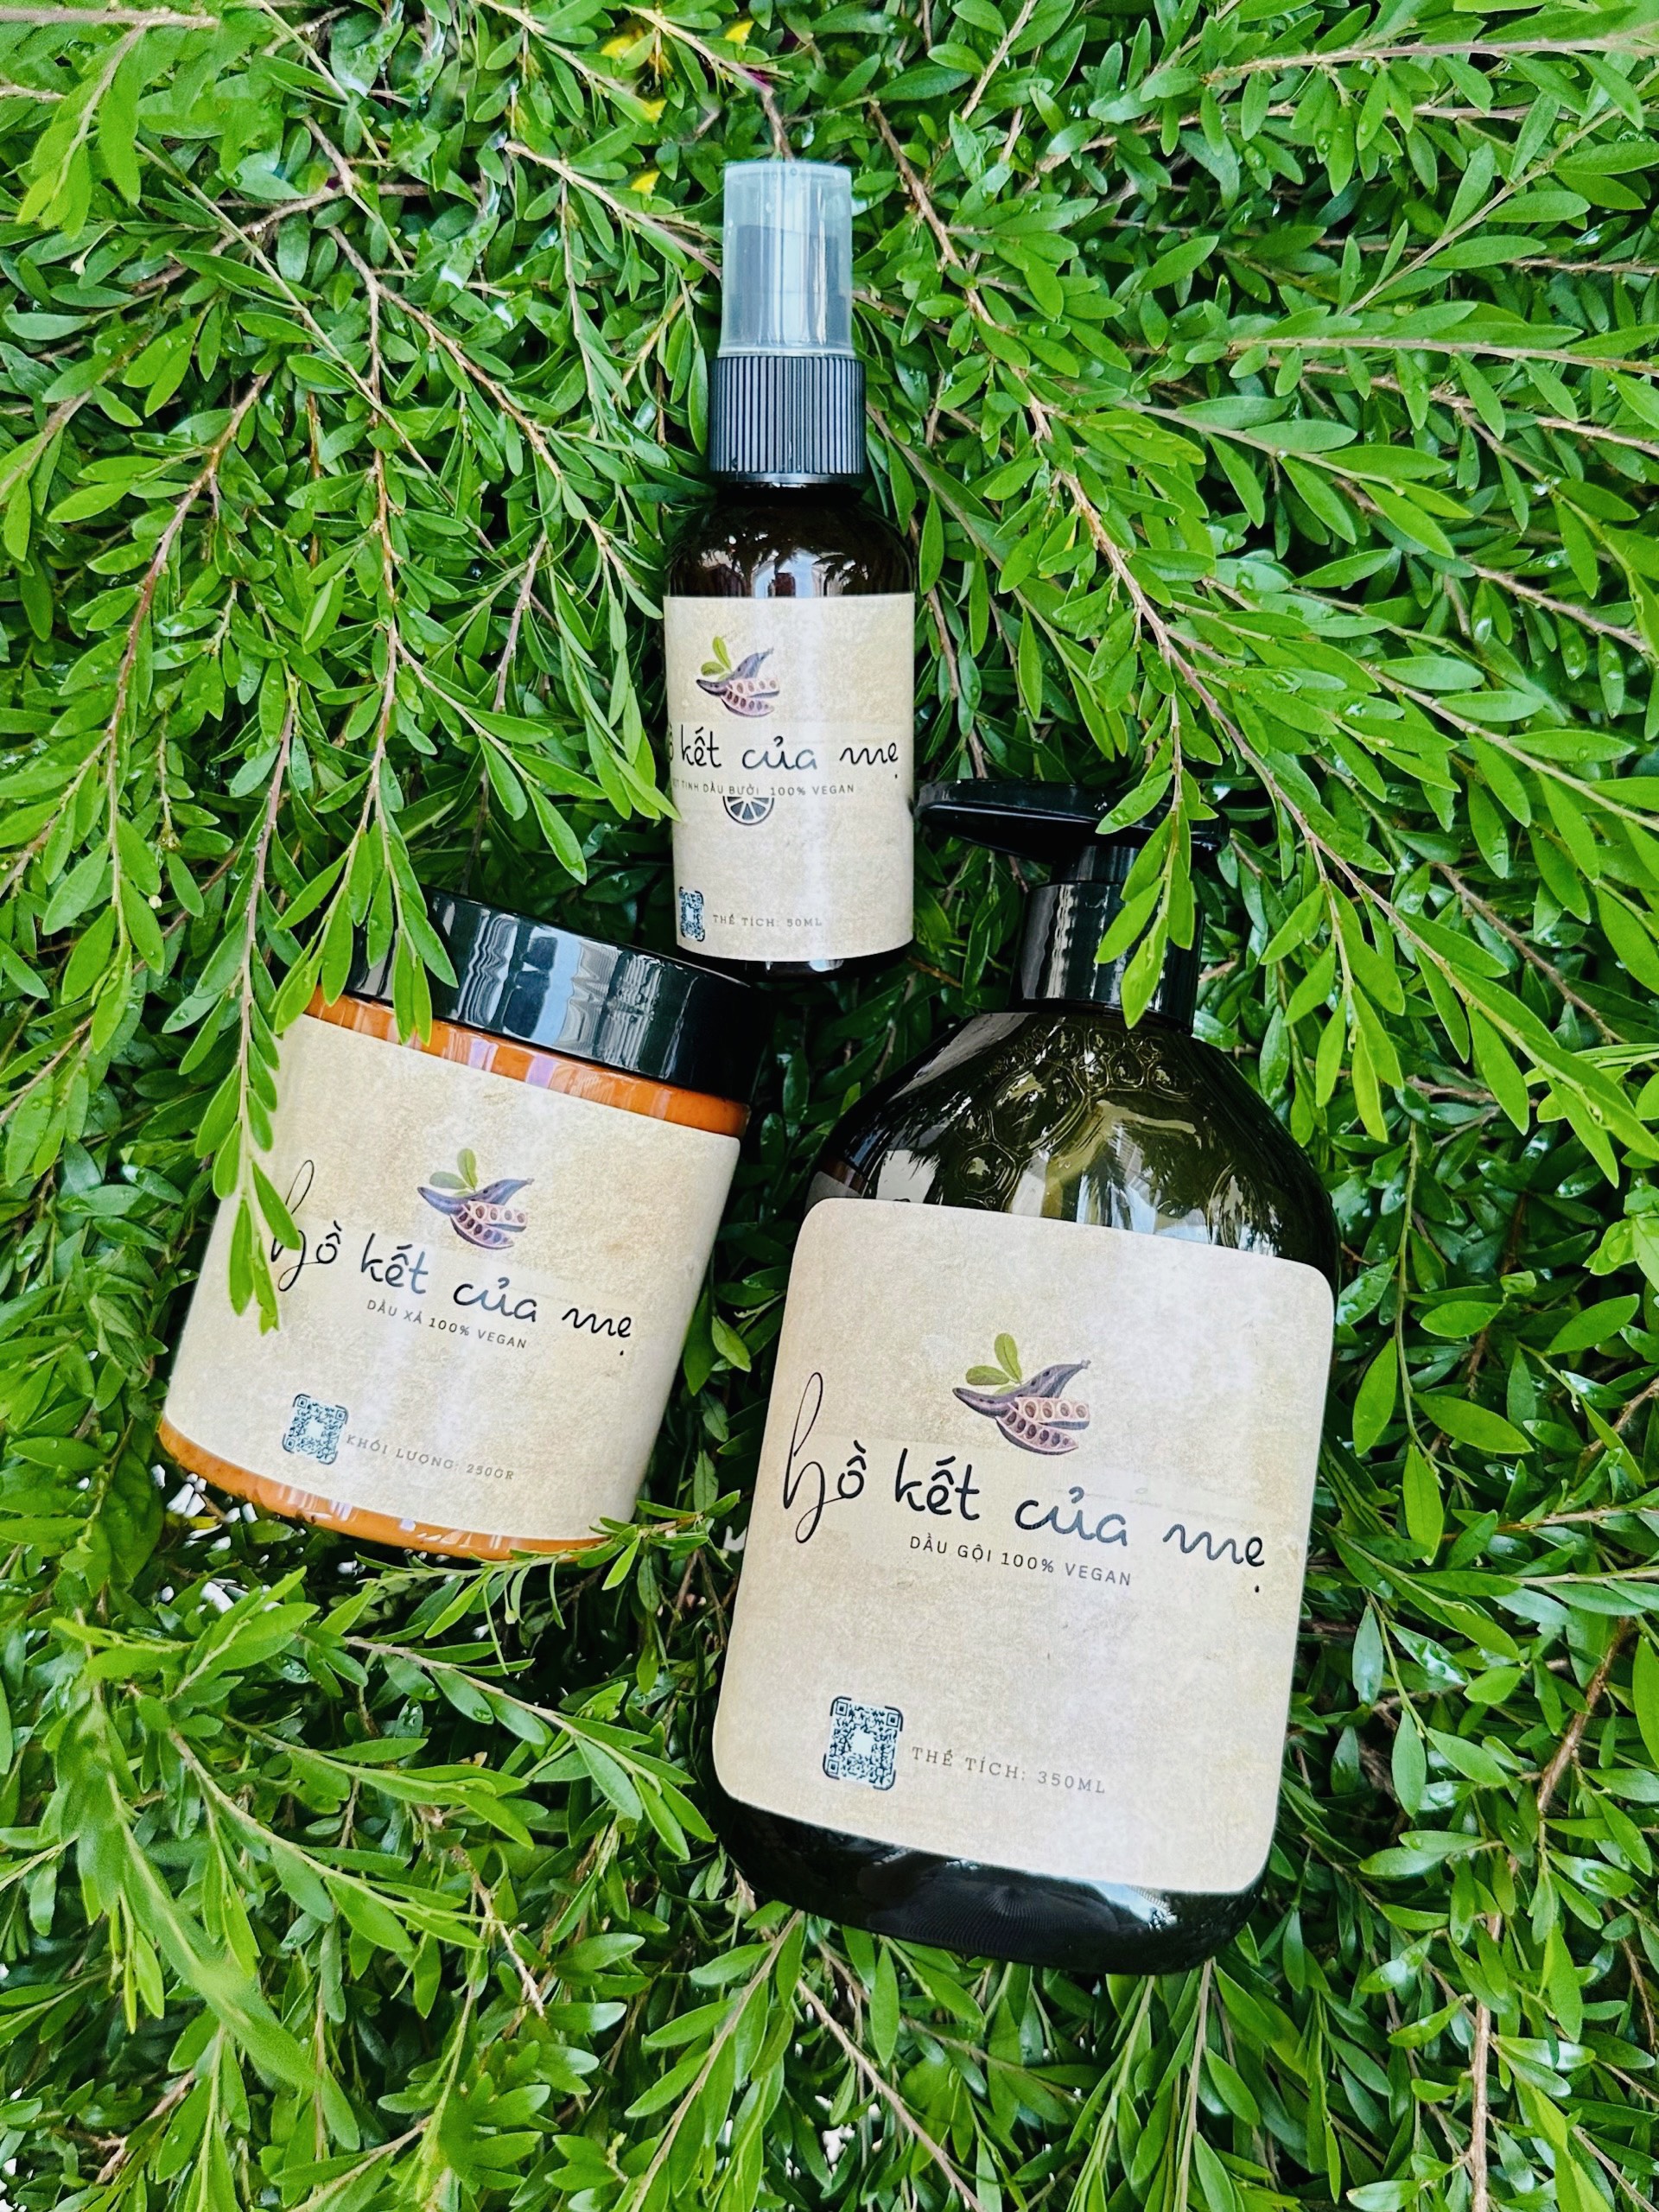 kết của mẹ
TINH DẦU BƯỞI 100% VEGAN
THỂ TÍCH: 50ML
bồ kết của mẹ
DẦU XẢ 100% VEGAN
KHỐI LƯỢNG: 250GR
bồ kết của mẹ
DẦU GỘI 100% VEGAN
THỂ TÍCH: 350ML